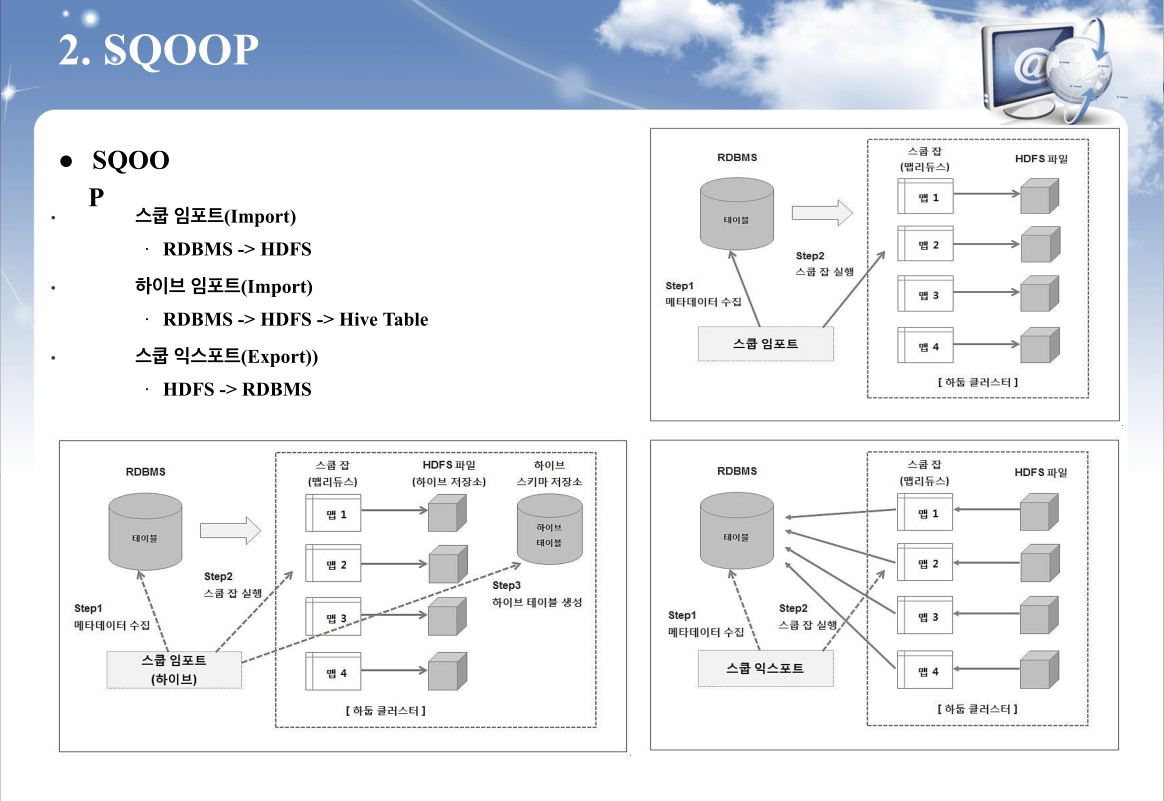 2. SQOOP
● SQOO
P
• 스쿱 임포트(Import)
· RDBMS -> HDFS
• 하이브 임포트(Import)
· RDBMS -> HDFS -> Hive Table
• 스쿱 익스포트(Export))
· HDFS -> RDBMS
RDBMS
스쿱 잡
(맵리듀스)
HDFS 파일
테이블
맵 1
맵 2
맵 3
맵 4
Step1
메타데이터 수집
Step2
스쿱 잡 실행
스쿱 임포트
[ 하둡 클러스터 ]
RDBMS
스쿱 잡
(맵리듀스)
HDFS 파일
(하이브 저장소)
하이브
스키마 저장소
테이블
맵 1
맵 2
맵 3
맵 4
하이브
테이블
Step1
메타데이터 수집
Step2
스쿱 잡 실행
Step3
하이브 테이블 생성
스쿱 임포트
(하이브)
[ 하둡 클러스터 ]
RDBMS
스쿱 잡
(맵리듀스)
HDFS 파일
테이블
맵 1
맵 2
맵 3
맵 4
Step1
메타데이터 수집
Step2
스쿱 잡 실행
스쿱 익스포트
[ 하둡 클러스터 ]